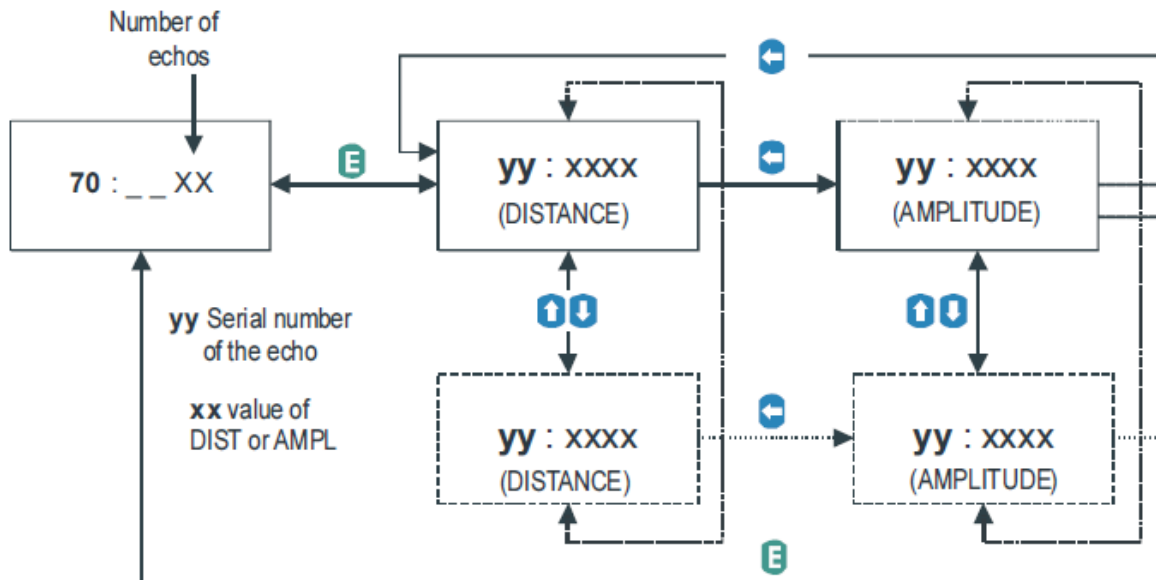 Number of
echos
70 : _ _ XX
E
yy : xxxx
(DISTANCE)
yy : xxxx
(AMPLITUDE)
yy Serial number
of the echo
xx value of
DIST or AMPL
yy : xxxx
(DISTANCE)
yy : xxxx
(AMPLITUDE)
E